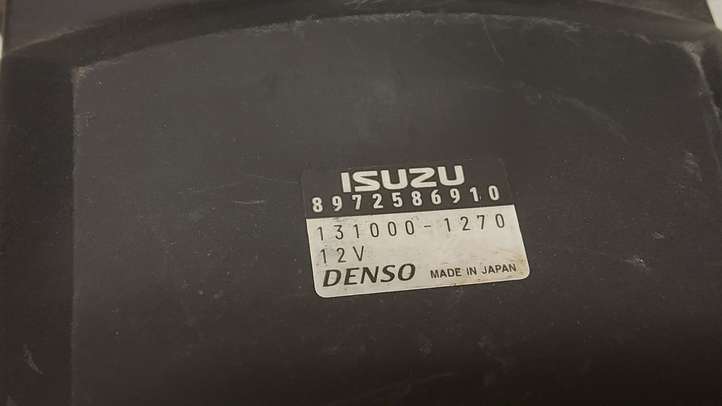 ISUZU
8972586910
131000-1270
12V
DENSO MADE IN JAPAN